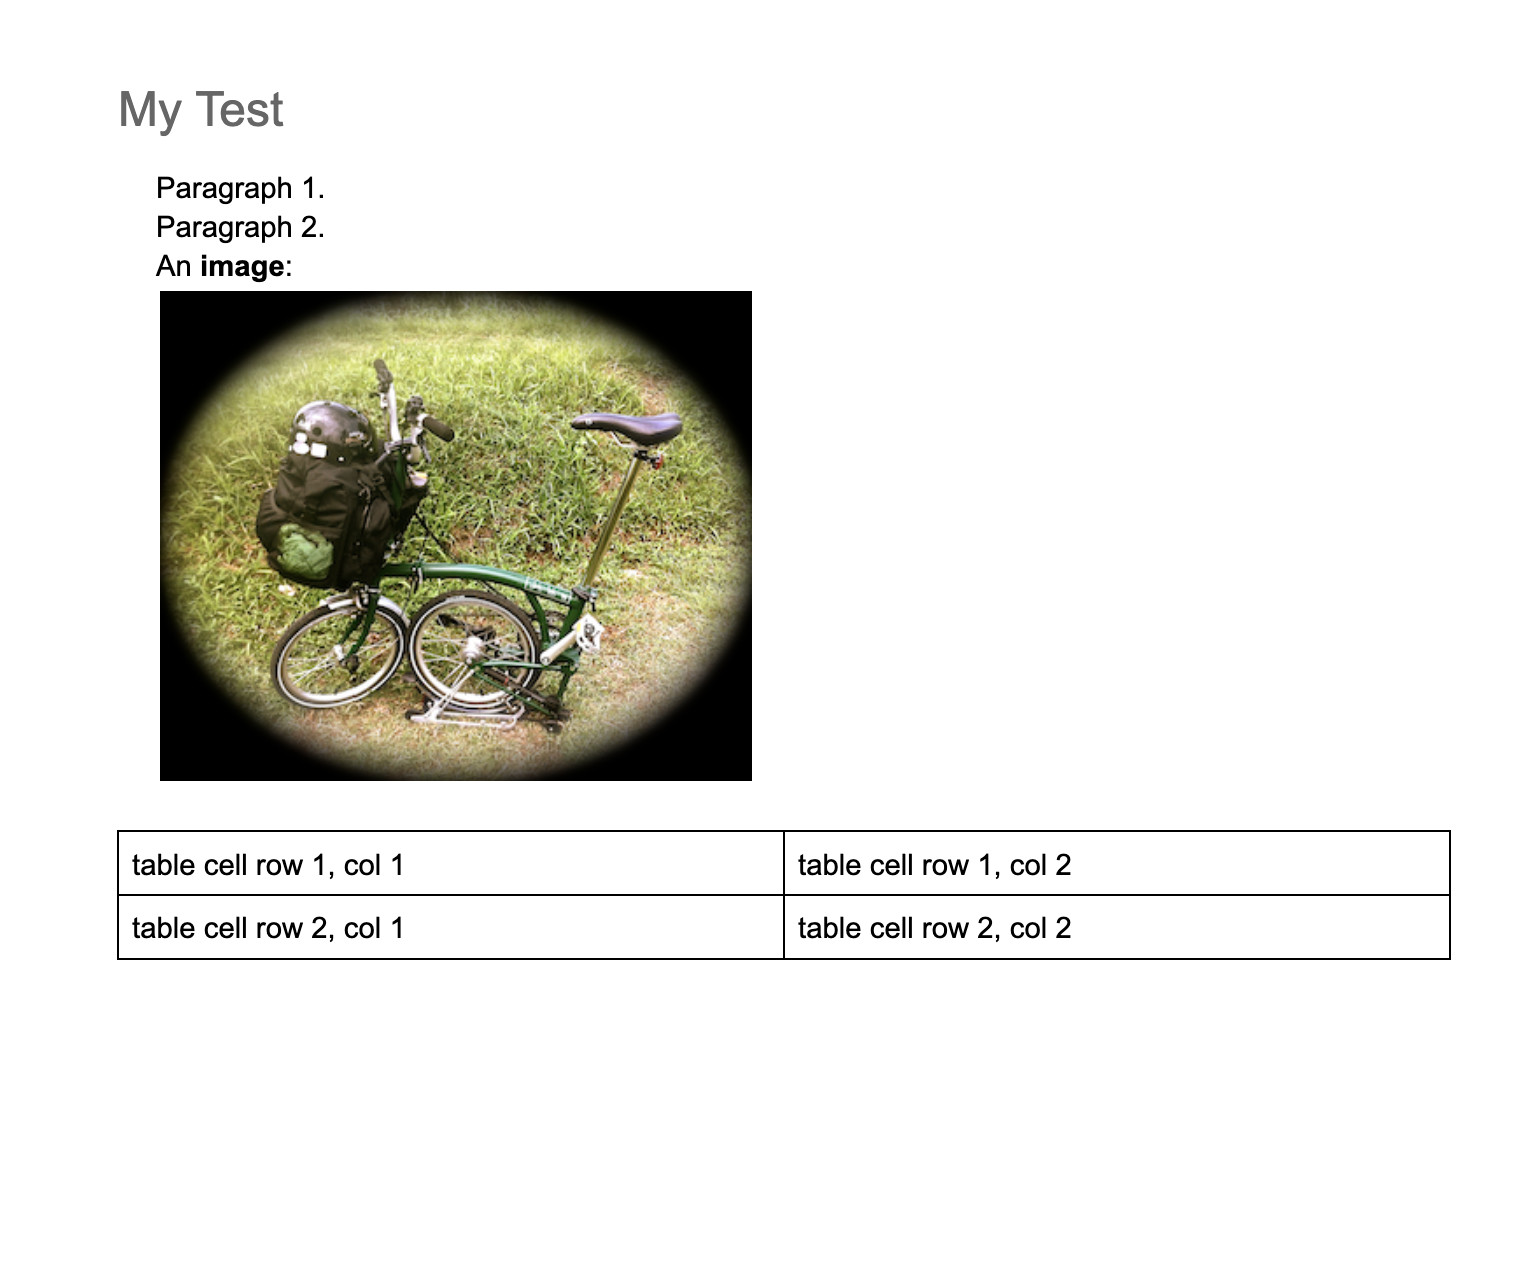 My Test
Paragraph 1.
Paragraph 2.
An image:
table cell row 1, col 1
table cell row 1, col 2
table cell row 2, col 1
table cell row 2, col 2